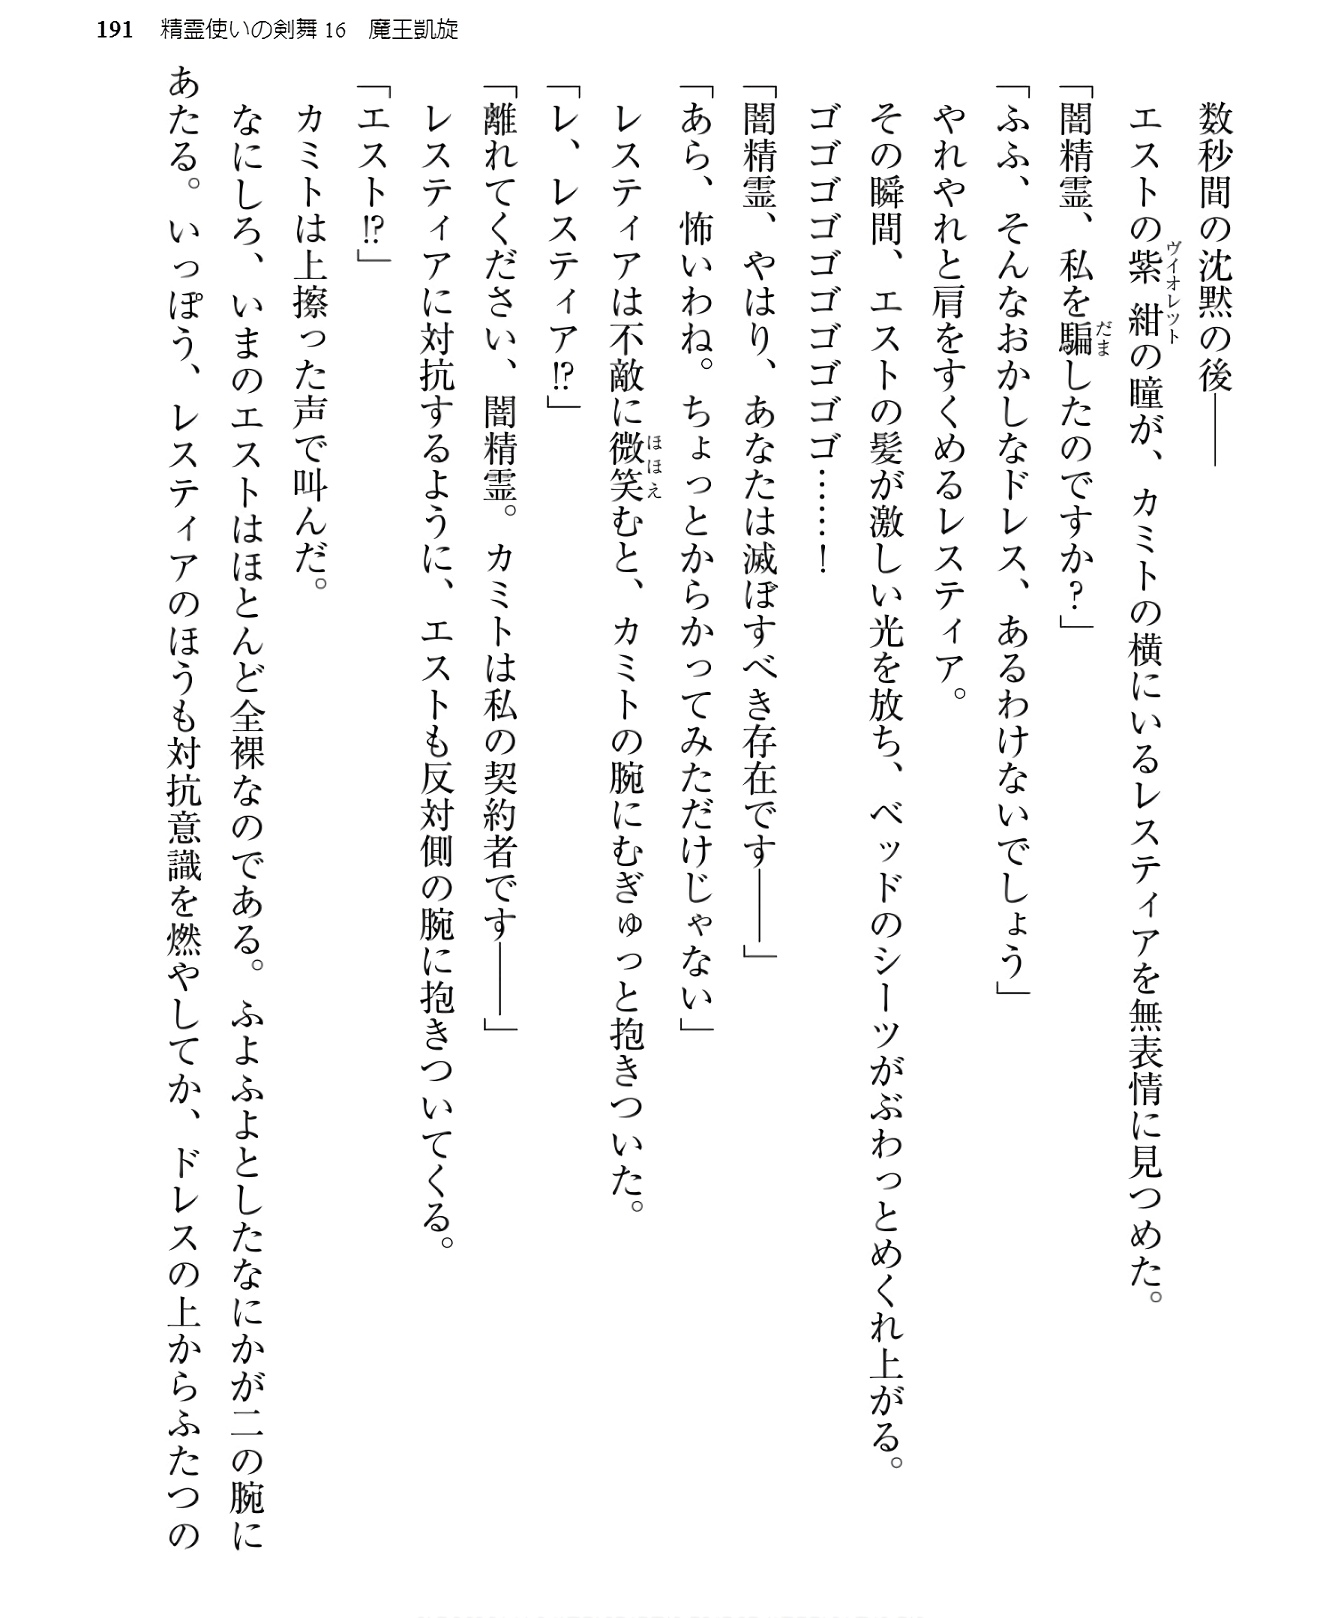 191 精霊使いの剣舞16 魔王凱旋
数秒間の沈黙の後――
エストの紫紺の瞳が、カミトの横にいるレスティアを無表情に見つめた。
ヴイオレツト
「闇精霊、私を騙したのですか?」
だま
「ふふ、そんなおかしなドレス、あるわけないでしょう」
やれやれと肩をすくめるレスティア。
その瞬間、エストの髪が激しい光を放ち、ベッドのシーツがぶわっとめくれ上がる。
ゴゴゴゴゴゴゴゴゴゴ……!
「闇精霊、やはり、あなたは滅ぼすべき存在です――」
「あら、怖いわね。ちょっとからかってみただけじゃない」
レスティアは不敵に微笑むと、カミトの腕にむぎゅっと抱きついた。
ほほえ
「レ、レスティア!?」
「離れてください、闇精霊。カミトは私の契約者です――」
レスティアに対抗するように、エストも反対側の腕に抱きついてくる。
「エスト!?」
カミトは上擦った声で叫んだ。
なにしろ、いまのエストはほとんど全裸なのである。ふよふよとしたなにかが二の腕に
あたる。いっぽう、レスティアのほうも対抗意識を燃やしてか、ドレスの上からふたつの